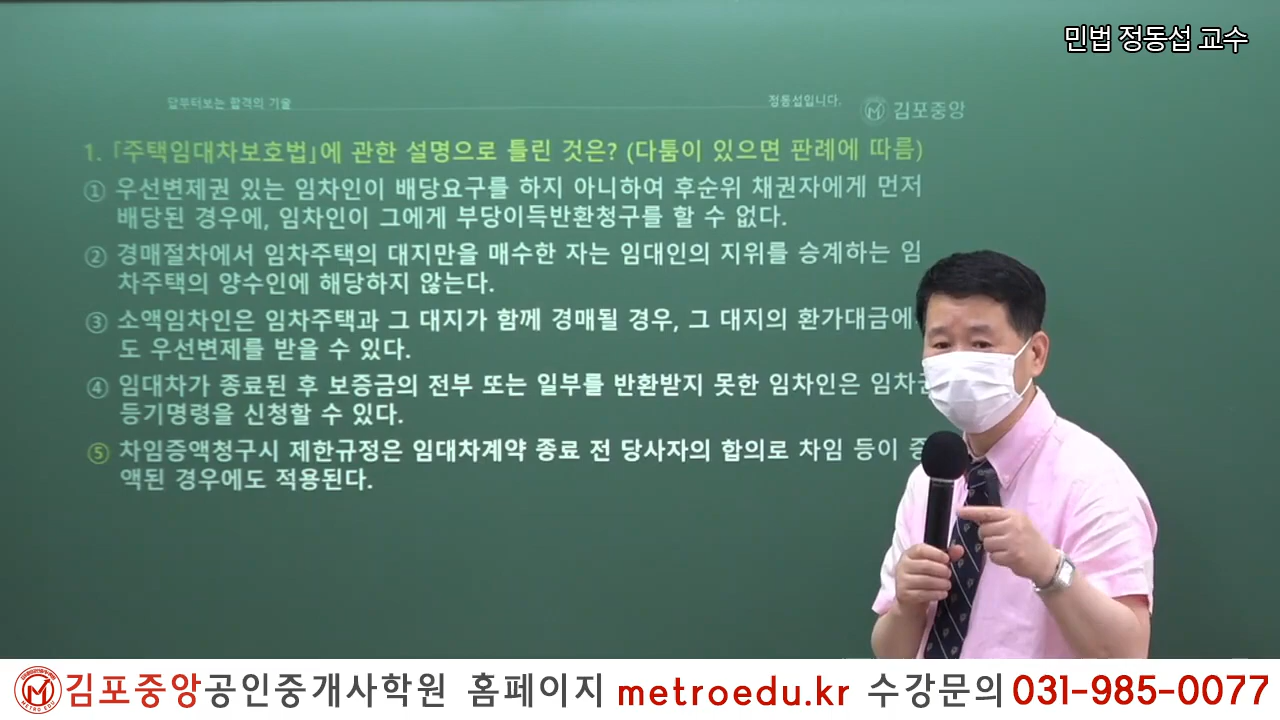 민법 정동섭 교수
답부터보는 합격의 기술
정동섭입니다.
김포중앙
1. 「주택임대차보호법」에 관한 설명으로 틀린 것은? (다툼이 있으면 판례에 따름)
① 우선변제권 있는 임차인이 배당요구를 하지 아니하여 후순위 채권자에게 먼저
배당된 경우에, 임차인이 그에게 부당이득반환청구를 할 수 없다.
② 경매절차에서 임차주택의 대지만을 매수한 자는 임대인의 지위를 승계하는 임
차주택의 양수인에 해당하지 않는다.
③ 소액임차인은 임차주택과 그 대지가 함께 경매될 경우, 그 대지의 환가대금에
도 우선변제를 받을 수 있다.
④ 임대차가 종료된 후 보증금의 전부 또는 일부를 반환받지 못한 임차인은 임차권
등기명령을 신청할 수 있다.
⑤ 차임증액청구시 제한규정은 임대차계약 종료 전 당사자의 합의로 차임 등이 증
액된 경우에도 적용된다.
METRO EDU 김포중앙공인중개사학원 홈페이지 metroedu.kr 수강문의 031-985-0077